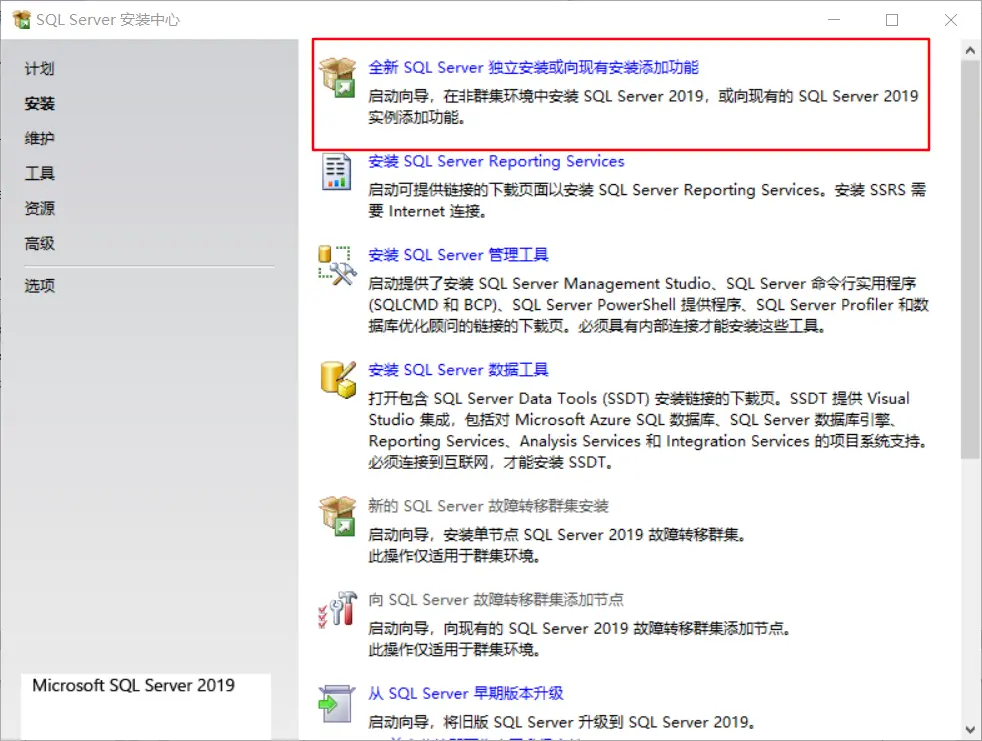 SQL Server 安装中心
计划
安装
维护
工具
资源
高级
选项
Microsoft SQL Server 2019
全新 SQL Server 独立安装或向现有安装添加功能
启动向导，在非群集环境中安装 SQL Server 2019，或向现有的 SQL Server 2019
实例添加功能。
安装 SQL Server Reporting Services
启动可提供链接的下载页面以安装 SQL Server Reporting Services。安装 SSRS 需
要 Internet 连接。
安装 SQL Server 管理工具
启动提供了安装 SQL Server Management Studio、SQL Server 命令行实用程序
(SQLCMD 和 BCP)、SQL Server PowerShell 提供程序、SQL Server Profiler 和数
据库优化顾问的链接的下载页。必须具有内部连接才能安装这些工具。
安装 SQL Server 数据工具
打开包含 SQL Server Data Tools (SSDT) 安装链接的下载页。SSDT 提供 Visual
Studio 集成，包括对 Microsoft Azure SQL 数据库、SQL Server 数据库引擎、
Reporting Services、Analysis Services 和 Integration Services 的项目系统支持。
必须连接到互联网，才能安装 SSDT。
新的 SQL Server 故障转移群集安装
启动向导，安装单节点 SQL Server 2019 故障转移群集。
此操作仅适用于群集环境。
向 SQL Server 故障转移群集添加节点
启动向导，向现有的 SQL Server 2019 故障转移群集添加节点。
此操作仅适用于群集环境。
从 SQL Server 早期版本升级
启动向导，将旧版 SQL Server 升级到 SQL Server 2019。